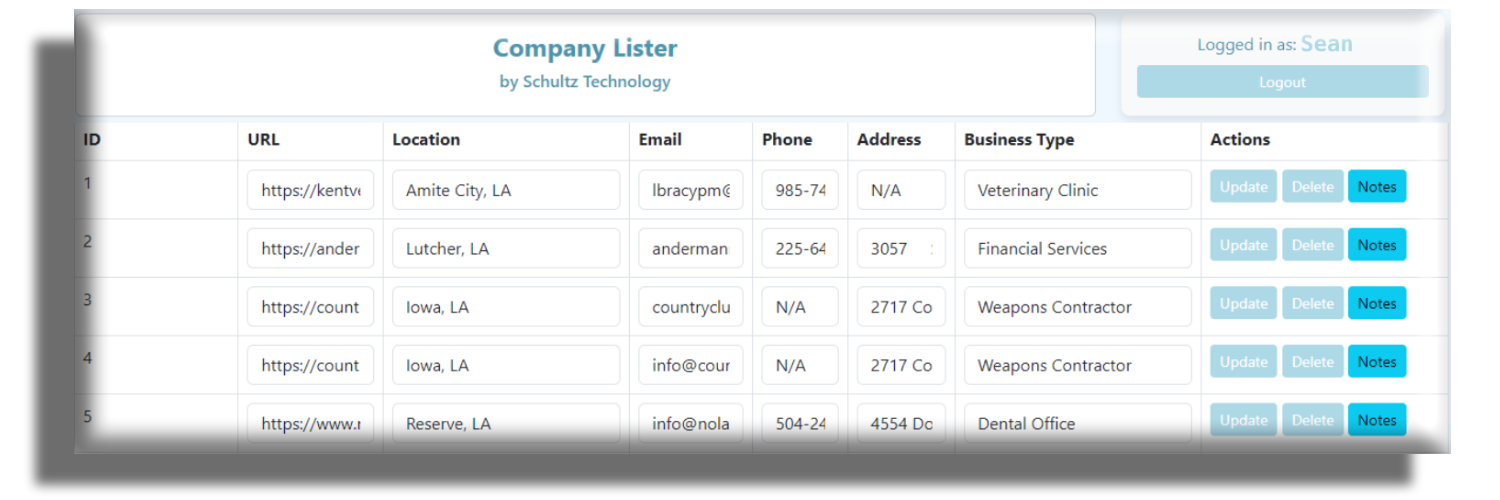 Company Lister
by Schultz Technology
Logged in as: Sean
Logout
ID URL Location Email Phone Address Business Type Actions
1 https://kentv Amite City, LA lbracypm@ 985-74 N/A Veterinary Clinic Update Delete Notes
2 https://ander Lutcher, LA anderman 225-64 3057 Financial Services Update Delete Notes
3 https://count Iowa, LA countryclu N/A 2717 Co Weapons Contractor Update Delete Notes
4 https://count Iowa, LA info@cour N/A 2717 Co Weapons Contractor Update Delete Notes
5 https://www.r Reserve, LA info@nola 504-24 4554 Do Dental Office Update Delete Notes